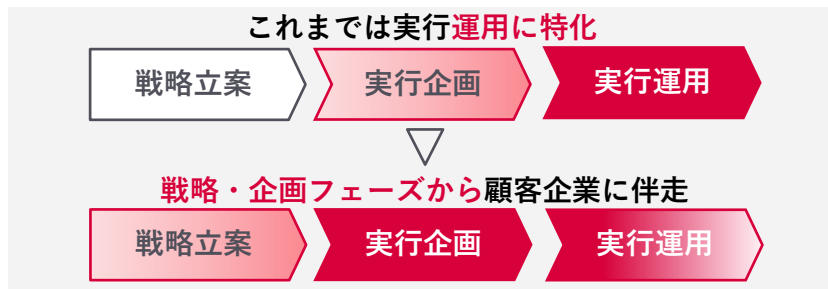 これまでは実行運用に特化
戦略立案 実行企画 実行運用
戦略・企画フェーズから顧客企業に伴走
戦略立案 実行企画 実行運用